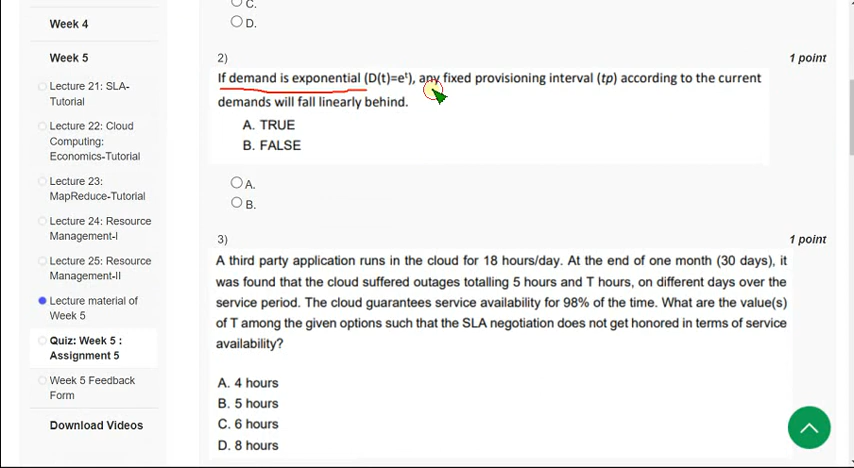 Week 4
Week 5
Lecture 21: SLA-
Tutorial
Lecture 22: Cloud
Computing:
Economics-Tutorial
Lecture 23:
MapReduce-Tutorial
Lecture 24: Resource
Management-I
Lecture 25: Resource
Management-II
Lecture material of
Week 5
Quiz: Week 5 :
Assignment 5
Week 5 Feedback
Form
Download Videos
C.
D.
2)
1 point
If demand is exponential (D(t)=eᵗ), any fixed provisioning interval (tp) according to the current
demands will fall linearly behind.
A. TRUE
B. FALSE
A.
B.
3)
1 point
A third party application runs in the cloud for 18 hours/day. At the end of one month (30 days), it
was found that the cloud suffered outages totalling 5 hours and T hours, on different days over the
service period. The cloud guarantees service availability for 98% of the time. What are the value(s)
of T among the given options such that the SLA negotiation does not get honored in terms of service
availability?
A. 4 hours
B. 5 hours
C. 6 hours
D. 8 hours